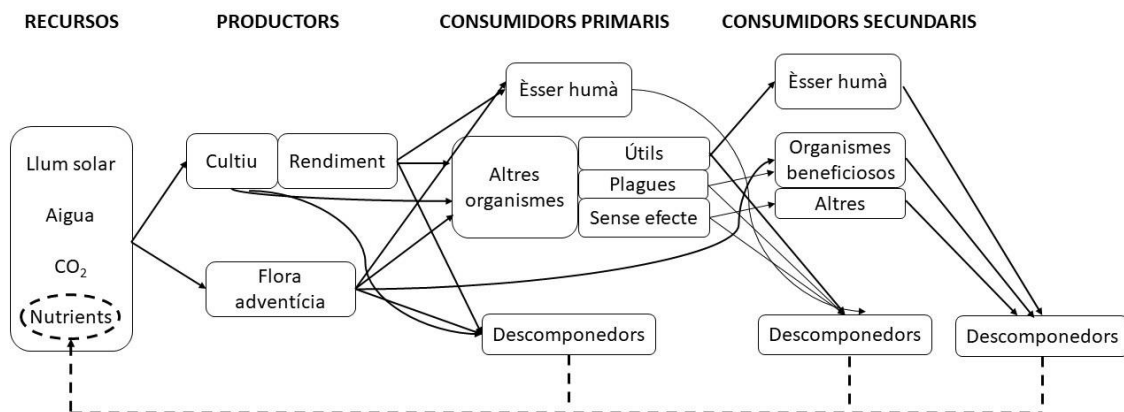 RECURSOS
PRODUCTORS
CONSUMIDORS PRIMARIS
CONSUMIDORS SECUNDARIS
Llum solar
Aigua
CO₂
Nutrients
Cultiu
Rendiment
Flora
adventícia
Èsser humà
Altres
organismes
Útils
Plagues
Sense efecte
Descomponedors
Èsser humà
Organismes
beneficiosos
Altres
Descomponedors
Descomponedors